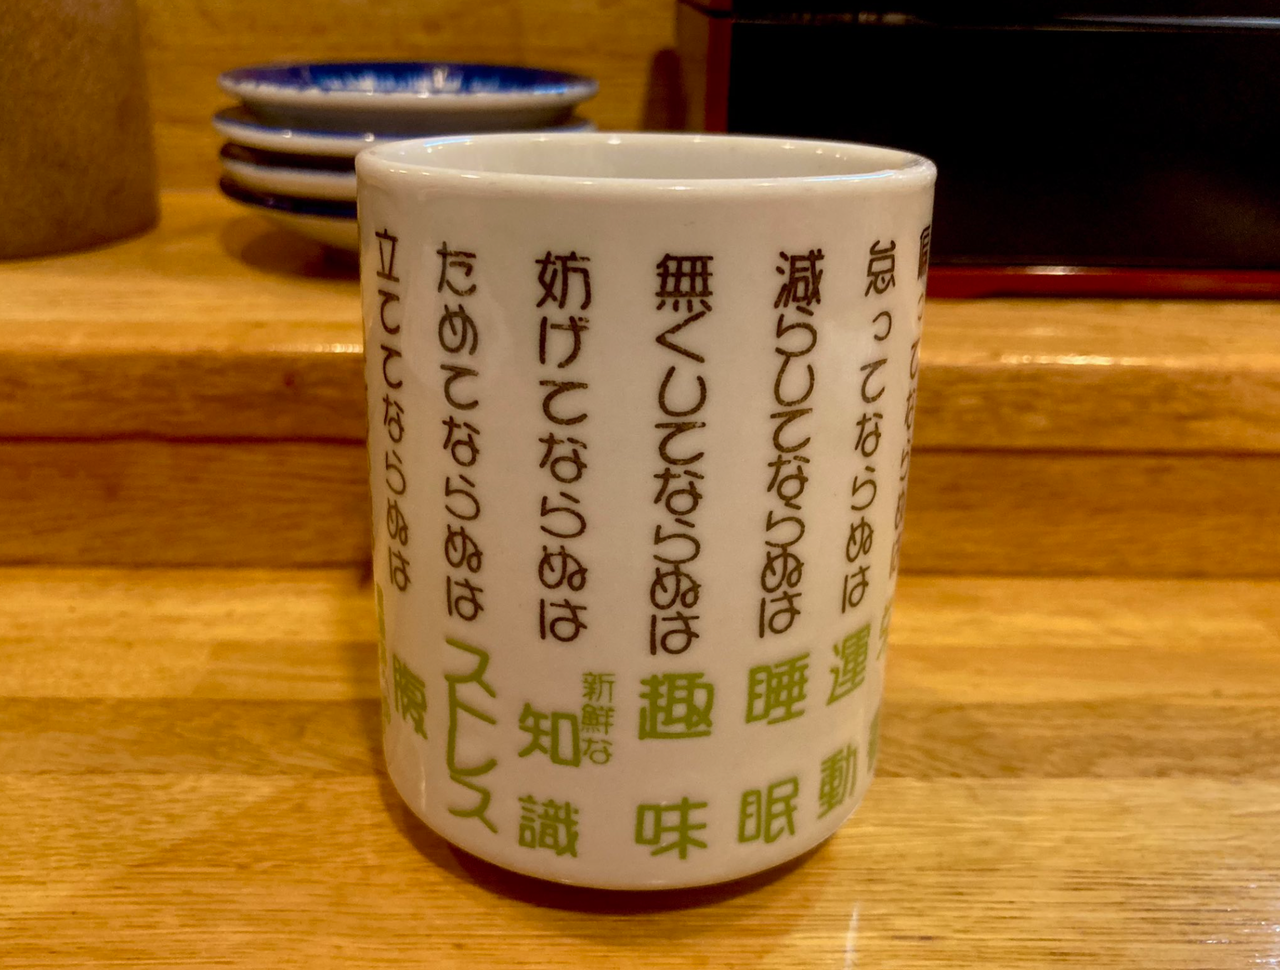 怠ってならぬは運動
減らしてならぬは睡眠
無くしてならぬは趣味
妨げてならぬは新鮮な知識
ためてならぬはストレス
立ててならぬは腹